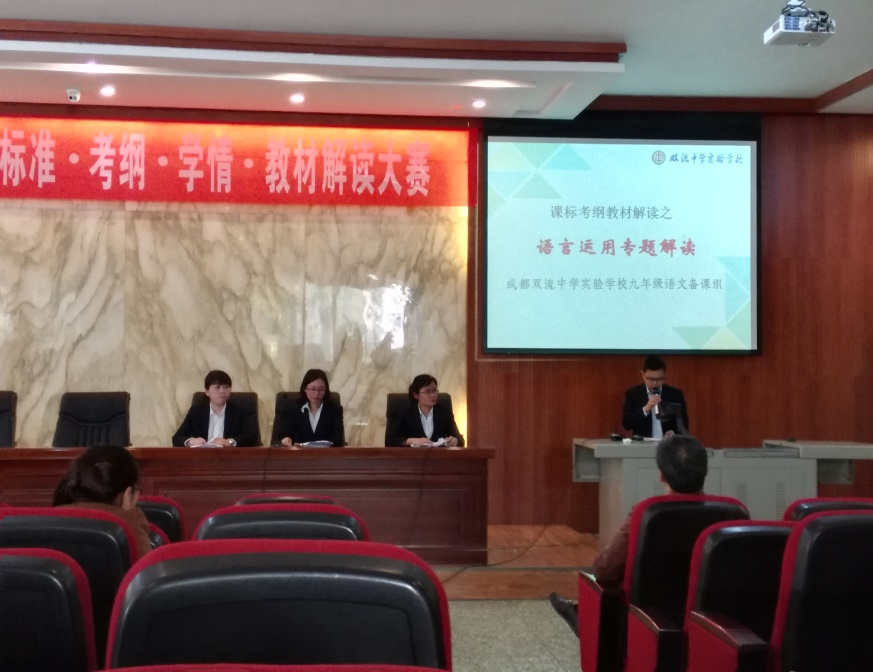 标准·考纲·学情·教材解读大赛
双流中学实验学校
课标考纲教材解读之
语言运用专题解读
成都双流中学实验学校九年级语文备课组